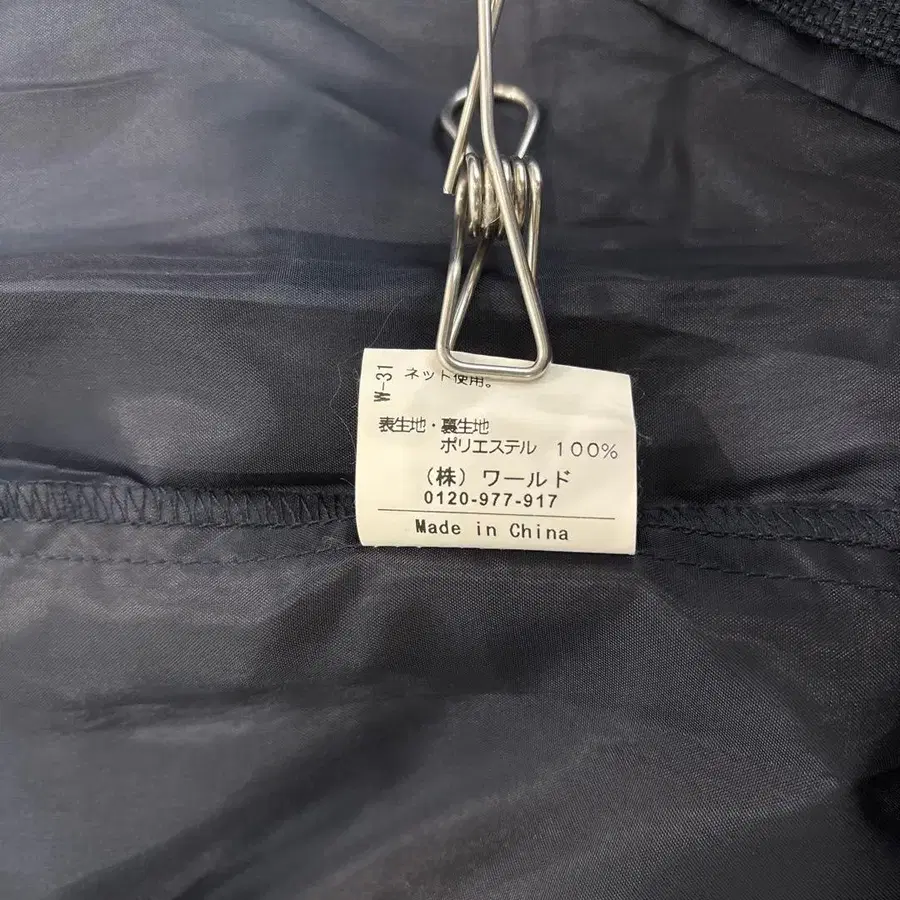 W-31
ネット使用。
表生地・裏生地
ポリエステル 100%
（株）ワールド
0120-977-917
Made in China